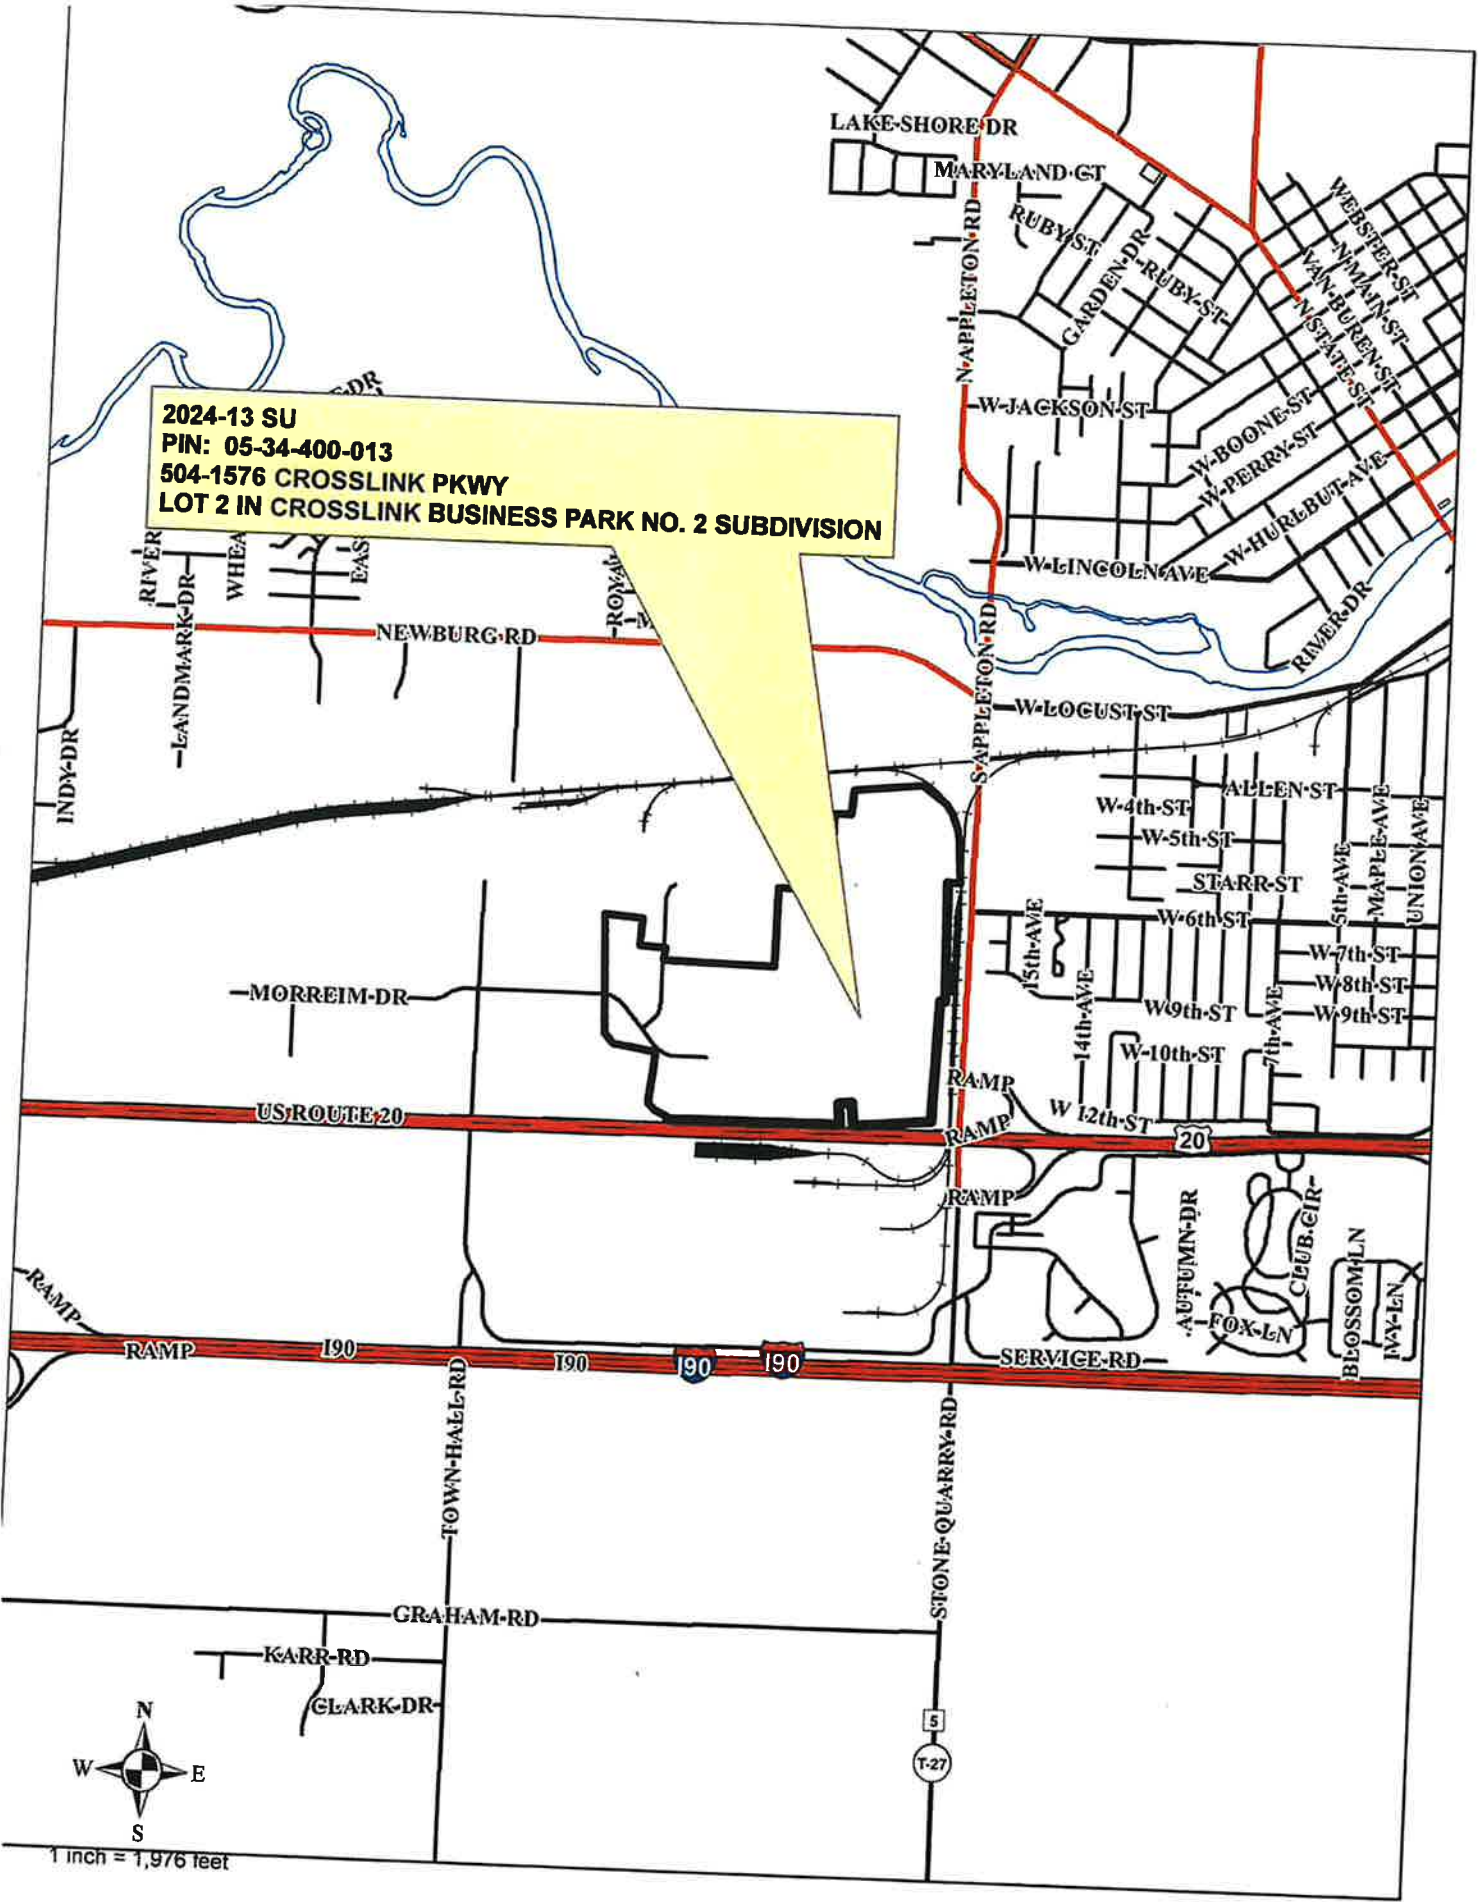 LAKE SHORE DR
MARYLAND CT
WEBSTER ST
N MAIN ST
VAN BUREN ST
N STATE ST
RUBY ST
GARDEN DR
RUBY ST
N APPLETON RD
W JACKSON ST
W BOONE ST
W PERRY ST
W HURLBUT AVE
2024-13 SU
PIN: 05-34-400-013
504-1576 CROSSLINK PKWY
LOT 2 IN CROSSLINK BUSINESS PARK NO. 2 SUBDIVISION
RIVER
LANDMARK DR
W LINCOLN AVE
RIVER DR
NEWBURG RD
S APPLETON RD
W LOCUST ST
INDY DR
ALLEN ST
W 4th ST
W 5th ST
STARR ST
5th AVE
MAPLE AVE
UNION AVE
W 6th ST
15th AVE
W 7th ST
W 8th ST
W 9th ST
W 9th ST
14th AVE
7th AVE
W 10th ST
MORREIM DR
RAMP
W 12th ST
US ROUTE 20
RAMP
20
RAMP
AUTUMN DR
CLUB CIR
FOX LN
BLOSSOM LN
IVY LN
RAMP
RAMP
I90
I90
I90
I90
SERVICE RD
TOWN HALL RD
STONE QUARRY RD
GRAHAM RD
KARR RD
CLARK DR
5
T-27
N
W E
S
1 inch = 1,976 feet